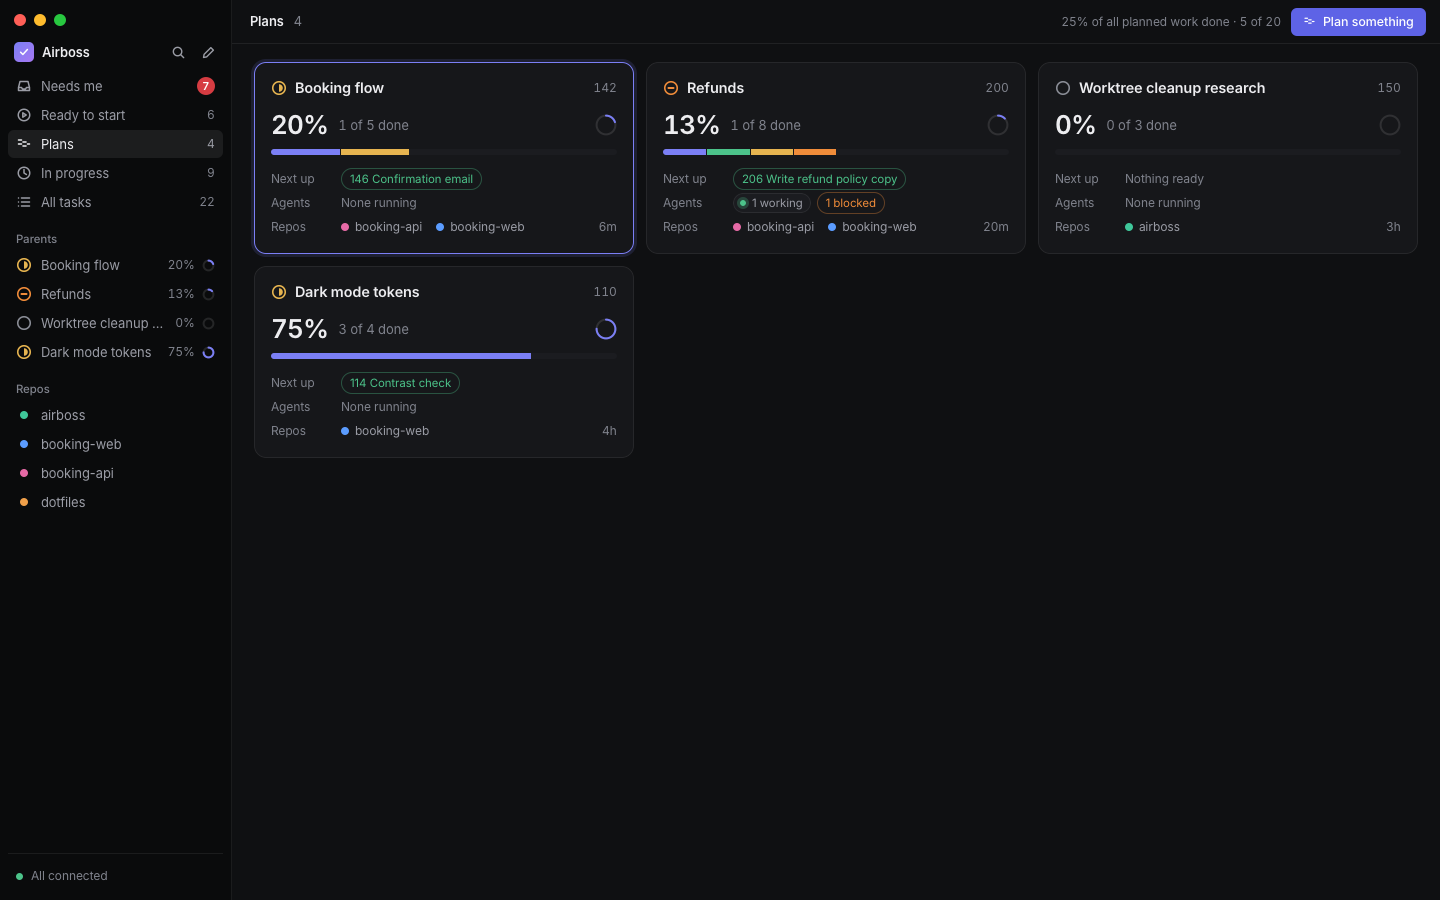 Airboss
Needs me 7
Ready to start 6
Plans 4
In progress 9
All tasks 22
Parents
Booking flow 20%
Refunds 13%
Worktree cleanup ... 0%
Dark mode tokens 75%
Repos
airboss
booking-web
booking-api
dotfiles
All connected
Plans 4
25% of all planned work done · 5 of 20
Plan something
Booking flow 142
20% 1 of 5 done
Next up 146 Confirmation email
Agents None running
Repos booking-api booking-web 6m
Refunds 200
13% 1 of 8 done
Next up 206 Write refund policy copy
Agents 1 working 1 blocked
Repos booking-api booking-web 20m
Worktree cleanup research 150
0% 0 of 3 done
Next up Nothing ready
Agents None running
Repos airboss 3h
Dark mode tokens 110
75% 3 of 4 done
Next up 114 Contrast check
Agents None running
Repos booking-web 4h